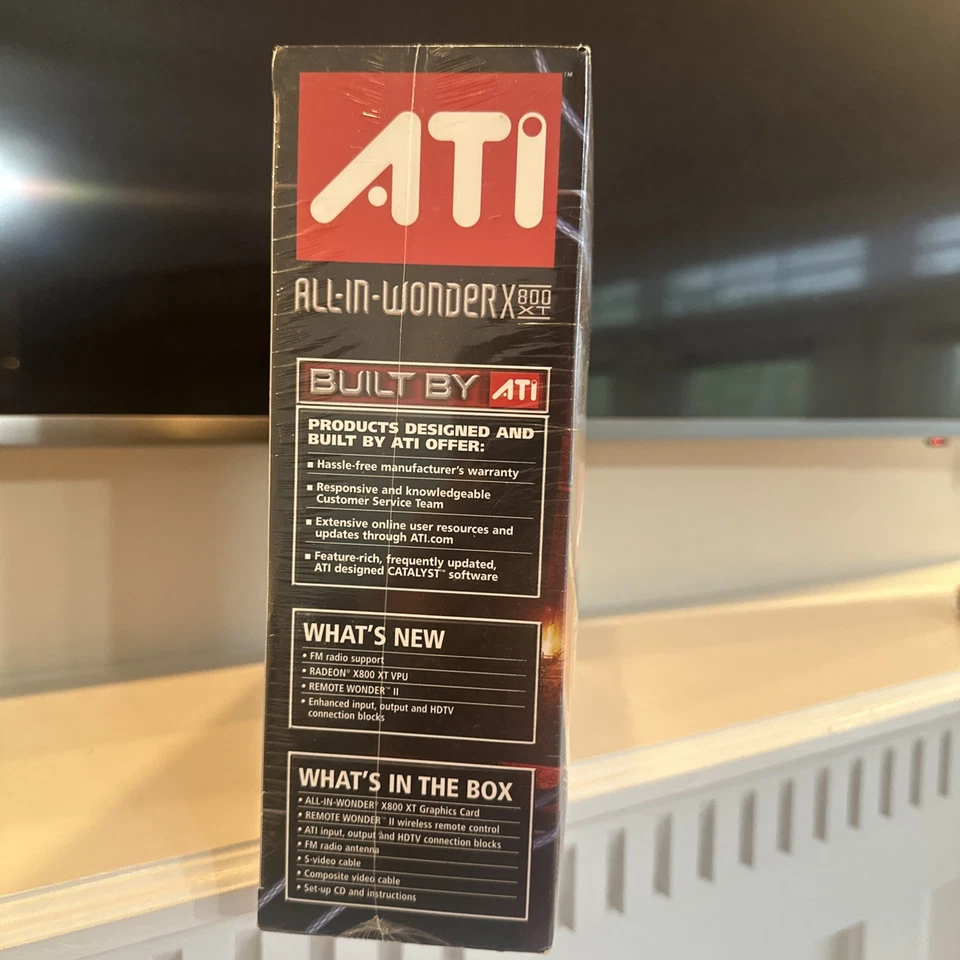 ATI
™
ALL-IN-WONDER X 800
XT
BUILT BY ATI
PRODUCTS DESIGNED AND
BUILT BY ATI OFFER:
▪ Hassle-free manufacturer's warranty
▪ Responsive and knowledgeable
Customer Service Team
▪ Extensive online user resources and
updates through ATI.com
▪ Feature-rich, frequently updated,
ATI designed CATALYST™ software
WHAT'S NEW
• FM radio support
• RADEON® X800 XT VPU
• REMOTE WONDER™ II
• Enhanced input, output and HDTV
connection blocks
WHAT'S IN THE BOX
• ALL-IN-WONDER® X800 XT Graphics Card
• REMOTE WONDER™ II wireless remote control
• ATI input, output and HDTV connection blocks
• FM radio antenna
• S-video cable
• Composite video cable
• Set-up CD and instructions